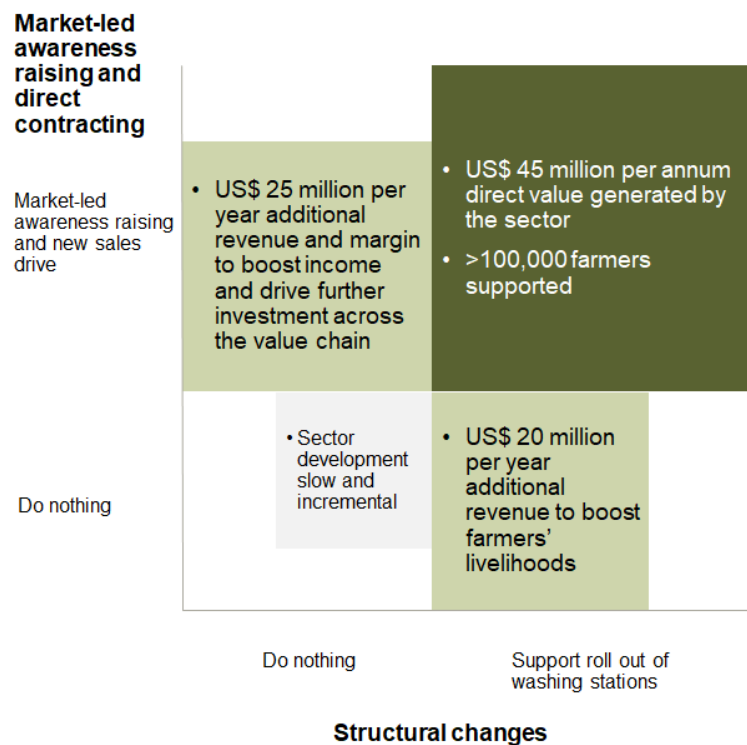 Market-led
awareness
raising and
direct
contracting
Market-led
awareness raising
and new sales
drive
• US$ 25 million per
year additional
revenue and margin
to boost income
and drive further
investment across
the value chain
• US$ 45 million per annum
direct value generated by
the sector
• >100,000 farmers
supported
Do nothing
• Sector
development
slow and
incremental
• US$ 20 million
per year
additional
revenue to boost
farmers’
livelihoods
Do nothing
Support roll out of
washing stations
Structural changes